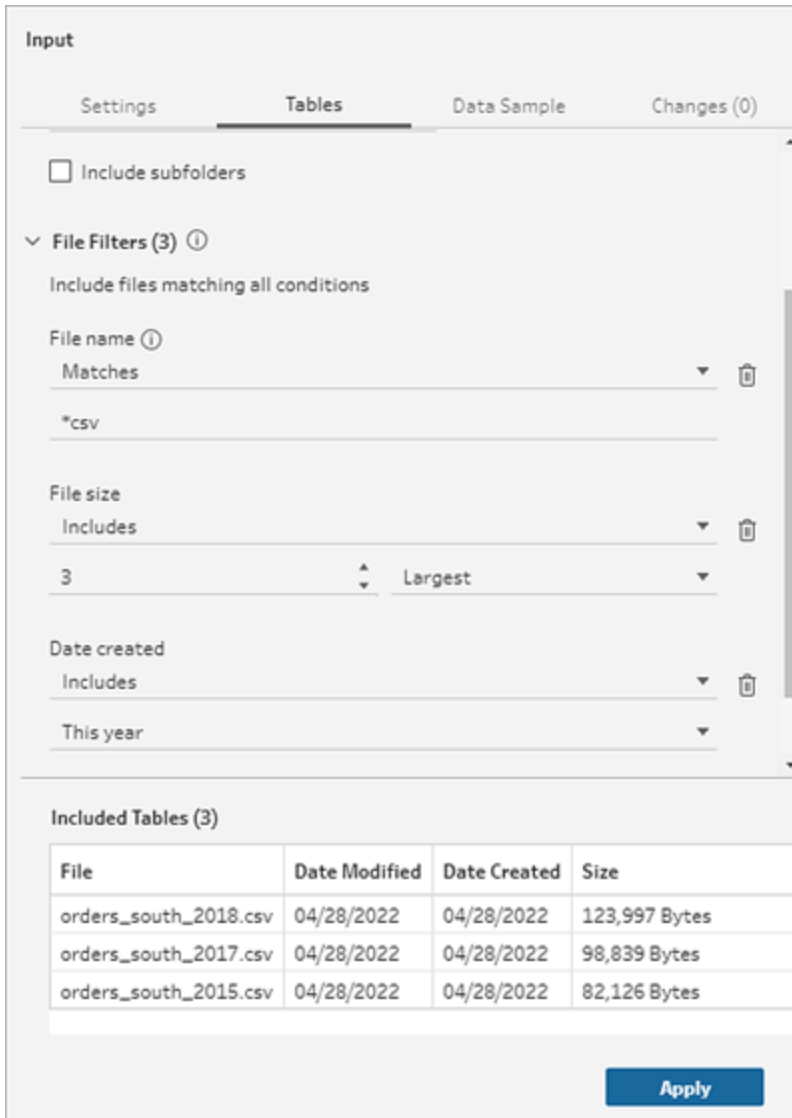 Input
Settings Tables Data Sample Changes (0)
Include subfolders
File Filters (3)
Include files matching all conditions
File name
Matches
*csv
File size
Includes
3 Largest
Date created
Includes
This year
Included Tables (3)
File Date Modified Date Created Size
orders_south_2018.csv 04/28/2022 04/28/2022 123,997 Bytes
orders_south_2017.csv 04/28/2022 04/28/2022 98,839 Bytes
orders_south_2015.csv 04/28/2022 04/28/2022 82,126 Bytes
Apply